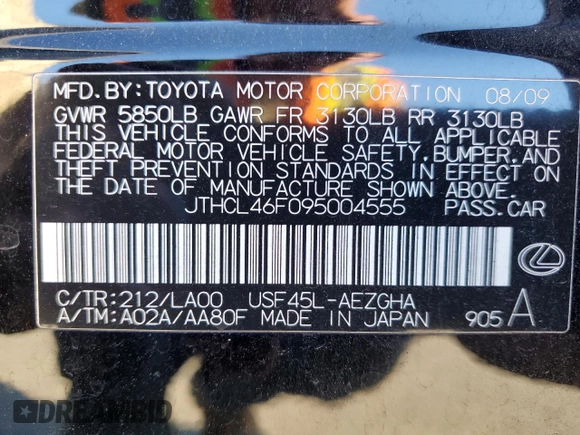 MFD. BY: TOYOTA MOTOR CORPORATION 08/09
GVWR 5850LB GAWR FR 3130LB RR 3130LB
THIS VEHICLE CONFORMS TO ALL APPLICABLE
FEDERAL MOTOR VEHICLE SAFETY, BUMPER, AND
THEFT PREVENTION STANDARDS IN EFFECT ON
THE DATE OF MANUFACTURE SHOWN ABOVE.
JTHCL46F095004555 PASS. CAR
C/TR: 212/LA00 USF45L-AEZGHA
A/TM: A02A/AA80F MADE IN JAPAN 905 A
DREAMBID